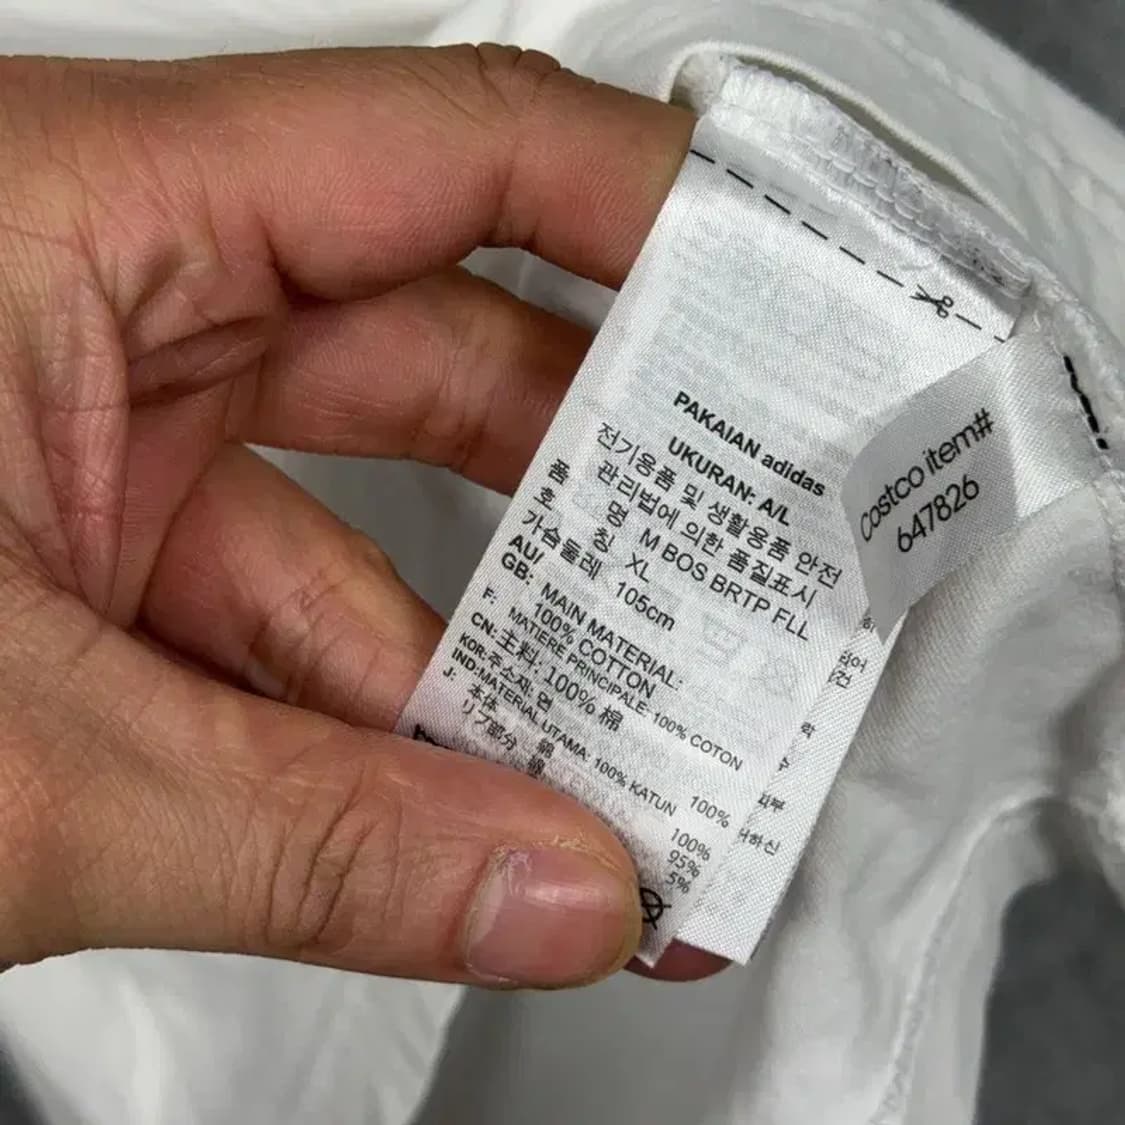 PAKAIAN adidas
UKURAN: A/L
전기용품 및 생활용품 안전
관리법에 의한 품질표시
품 명 M BOS BRTP FLL
호 칭 XL
가슴둘레 105cm
AU/
GB: MAIN MATERIAL:
100% COTTON
F: MATIÈRE PRINCIPALE: 100% COTON
CN: 主料: 100% 棉
KOR: 주소재: 면 100%
IND: MATERIAL UTAMA: 100% KATUN
J: 本体 綿 100%
リブ部分 綿 95%
5%
Costco item#
647826